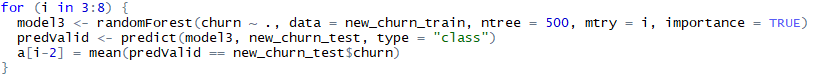 for (i in 3:8) {
  model3 <- randomForest(churn ~ ., data = new_churn_train, ntree = 500, mtry = i, importance = TRUE)
  predValid <- predict(model3, new_churn_test, type = "class")
  a[i-2] = mean(predValid == new_churn_test$churn)
}